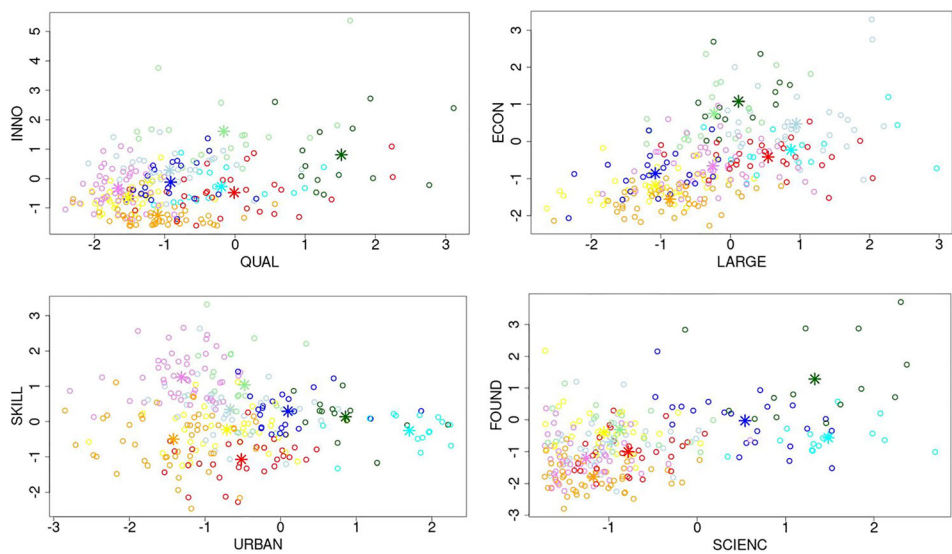 5
4
3
2
1
0
-1
INNO
-2 -1 0 1 2 3
QUAL
3
2
1
0
-1
-2
ECON
-2 -1 0 1 2 3
LARGE
3
2
1
0
-1
-2
SKILL
-3 -2 -1 0 1 2
URBAN
3
2
1
0
-1
-2
-3
FOUND
-1 0 1 2
SCIENC